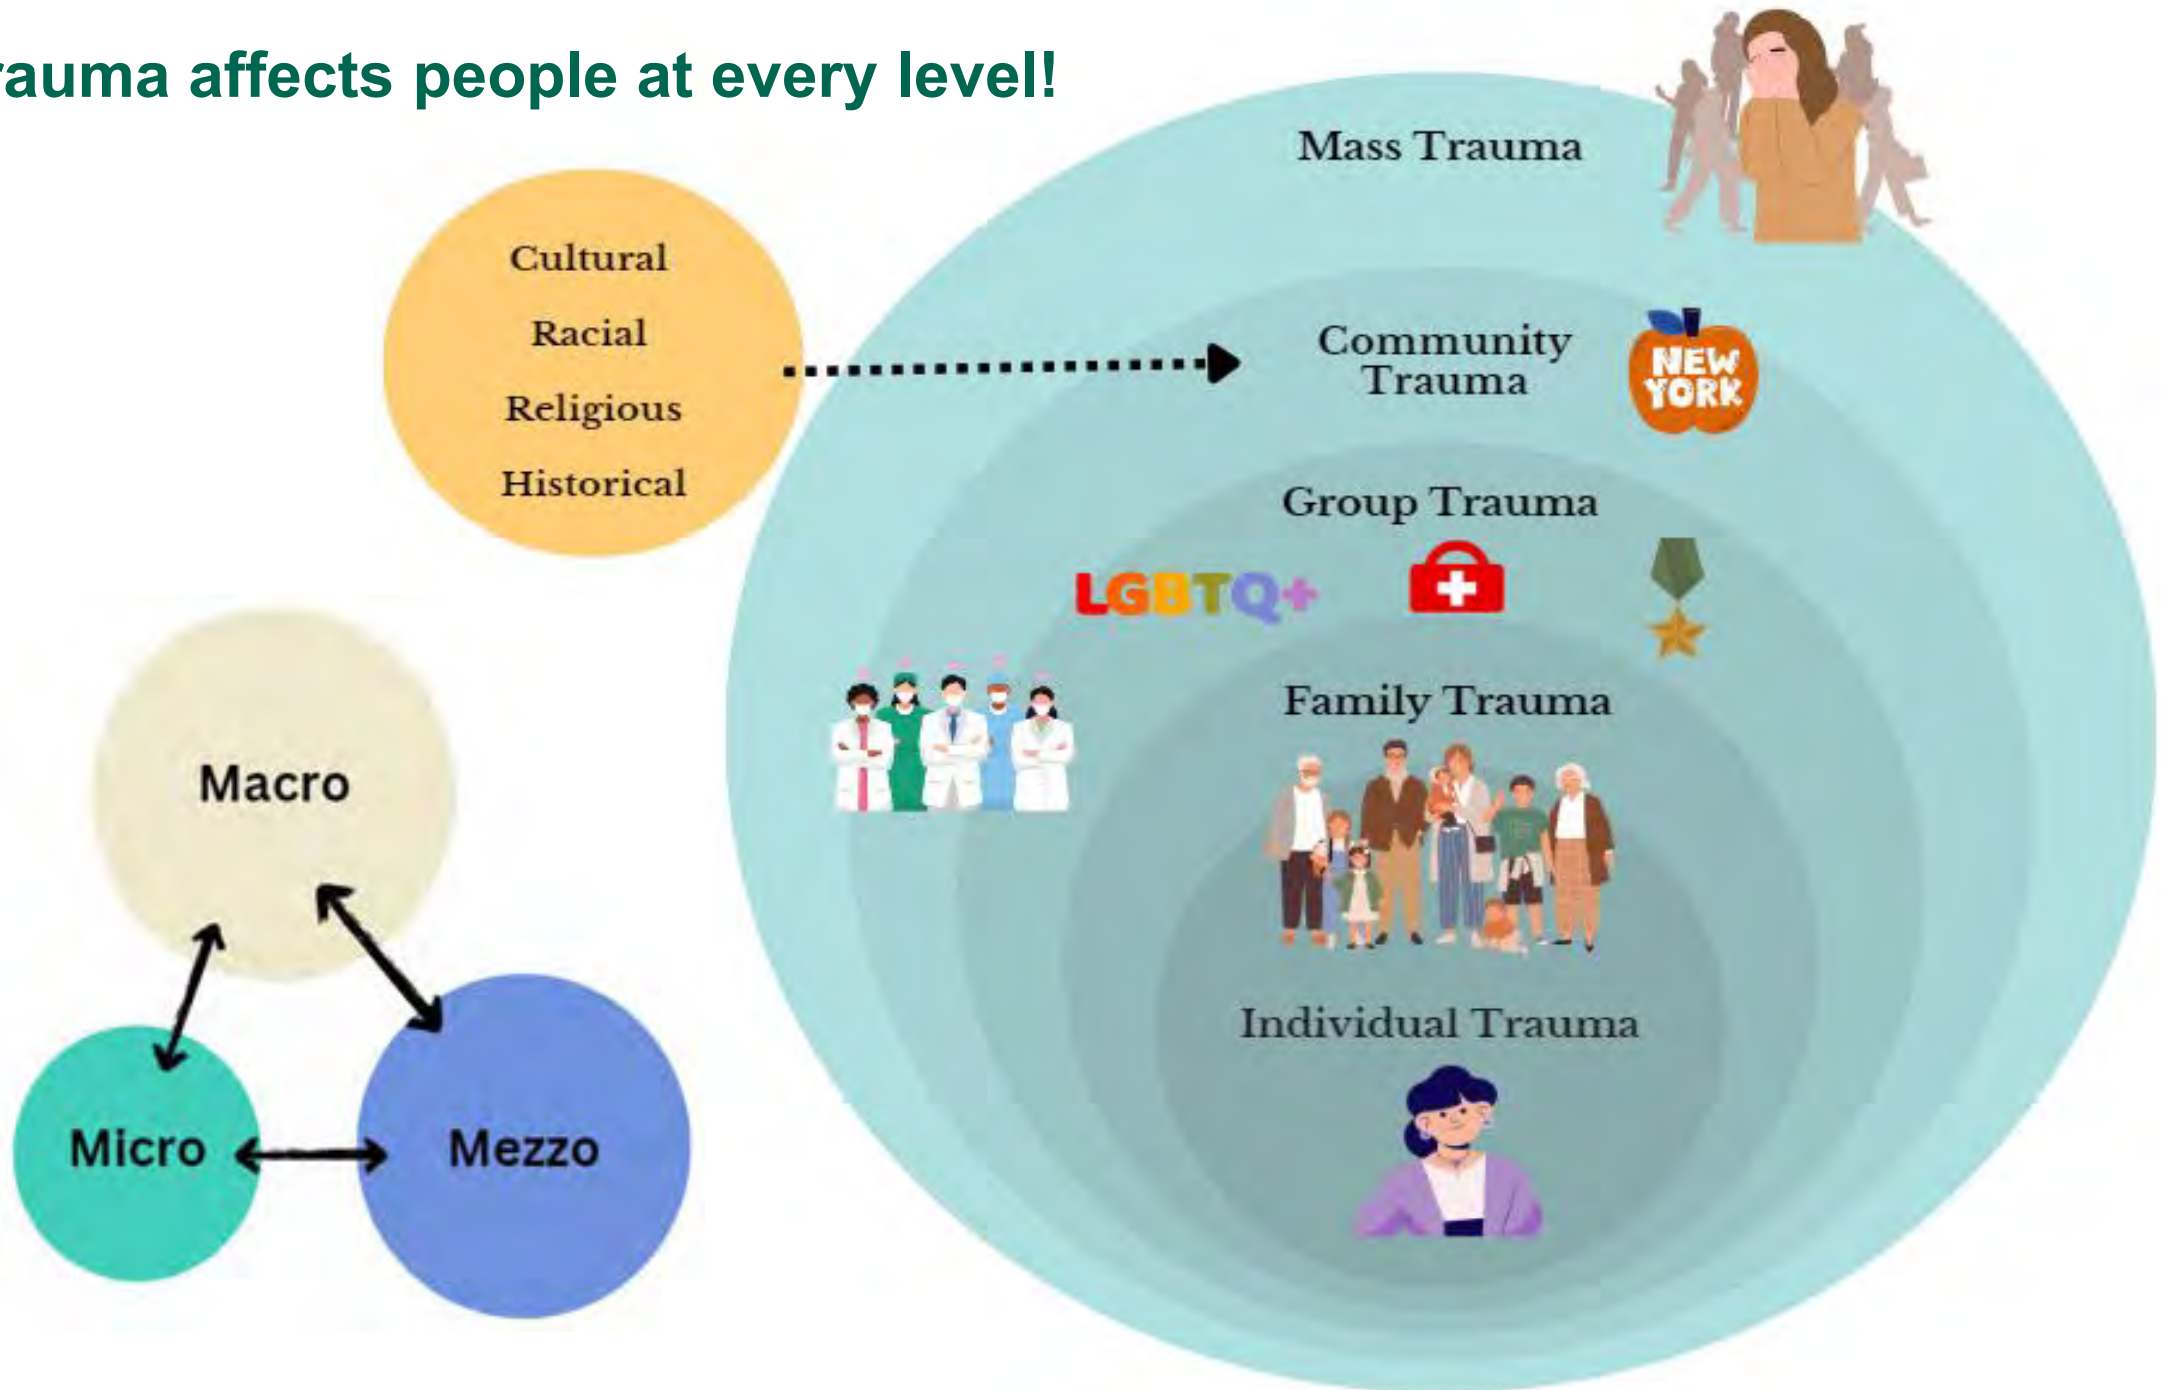 rauma affects people at every level!
Mass Trauma
Cultural
Racial
Religious
Historical
Community
Trauma
NEW
YORK
Group Trauma
LGBTQ+
Family Trauma
Individual Trauma
Macro
Micro
Mezzo